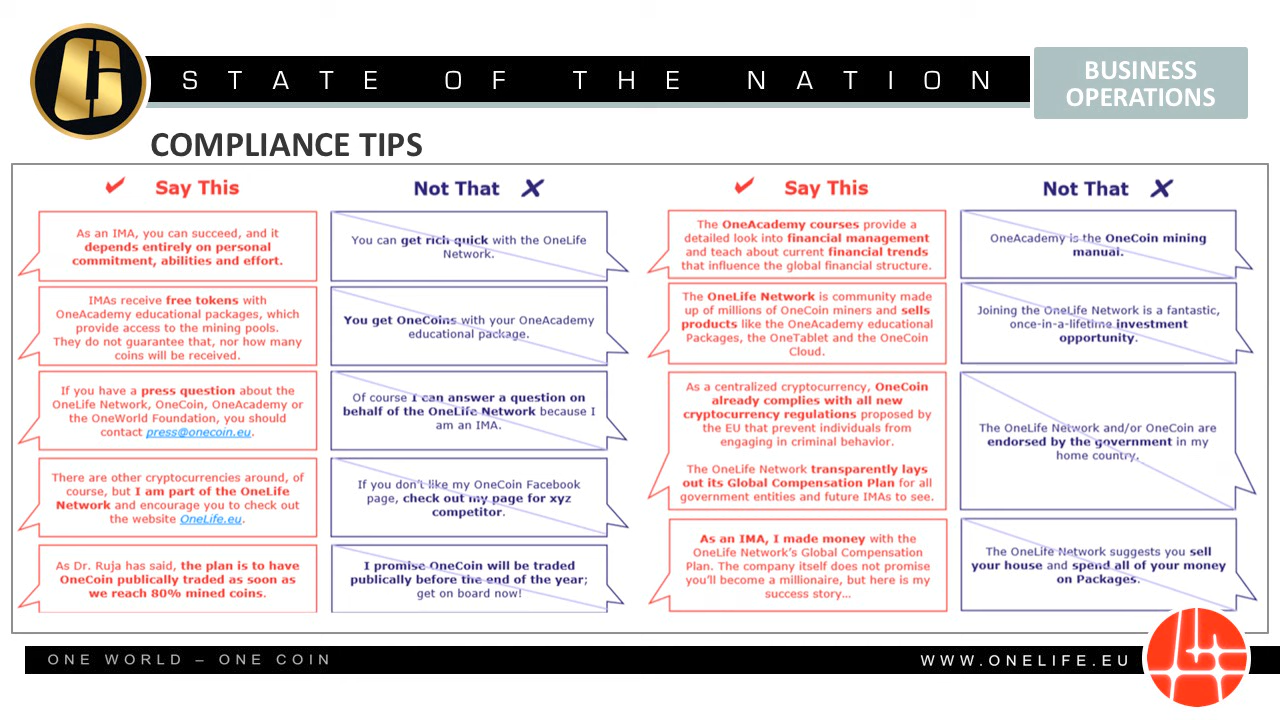 STATE OF THE NATION
BUSINESS
OPERATIONS
COMPLIANCE TIPS
Say This
Not That
As an IMA, you can succeed, and it
depends entirely on personal
commitment, abilities and effort.
You can get rich quick with the OneLife
Network.
IMAs receive free tokens with
OneAcademy educational packages, which
provide access to the mining pools.
They do not guarantee that, nor how many
coins will be received.
You get OneCoins with your OneAcademy
educational package.
If you have a press question about the
OneLife Network, OneCoin, OneAcademy or
the OneWorld Foundation, you should
contact press@onecoin.eu.
Of course I can answer a question on
behalf of the OneLife Network because I
am an IMA.
There are other cryptocurrencies around, of
course, but I am part of the OneLife
Network and encourage you to check out
the website OneLife.eu.
If you don't like my OneCoin Facebook
page, check out my page for xyz
competitor.
As Dr. Ruja has said, the plan is to have
OneCoin publically traded as soon as
we reach 80% mined coins.
I promise OneCoin will be traded
publically before the end of the year;
get on board now!
Say This
Not That
The OneAcademy courses provide a
detailed look into financial management
and teach about current financial trends
that influence the global financial structure.
OneAcademy is the OneCoin mining
manual.
The OneLife Network is community made
up of millions of OneCoin miners and sells
products like the OneAcademy educational
Packages, the OneTablet and the OneCoin
Cloud.
Joining the OneLife Network is a fantastic,
once-in-a-lifetime investment
opportunity.
As a centralized cryptocurrency, OneCoin
already complies with all new
cryptocurrency regulations proposed by
the EU that prevent individuals from
engaging in criminal behavior.
The OneLife Network transparently lays
out its Global Compensation Plan for all
government entities and future IMAs to see.
The OneLife Network and/or OneCoin are
endorsed by the government in my
home country.
As an IMA, I made money with the
OneLife Network's Global Compensation
Plan. The company itself does not promise
you'll become a millionaire, but here is my
success story...
The OneLife Network suggests you sell
your house and spend all of your money
on Packages.
ONE WORLD – ONE COIN
WWW.ONELIFE.EU